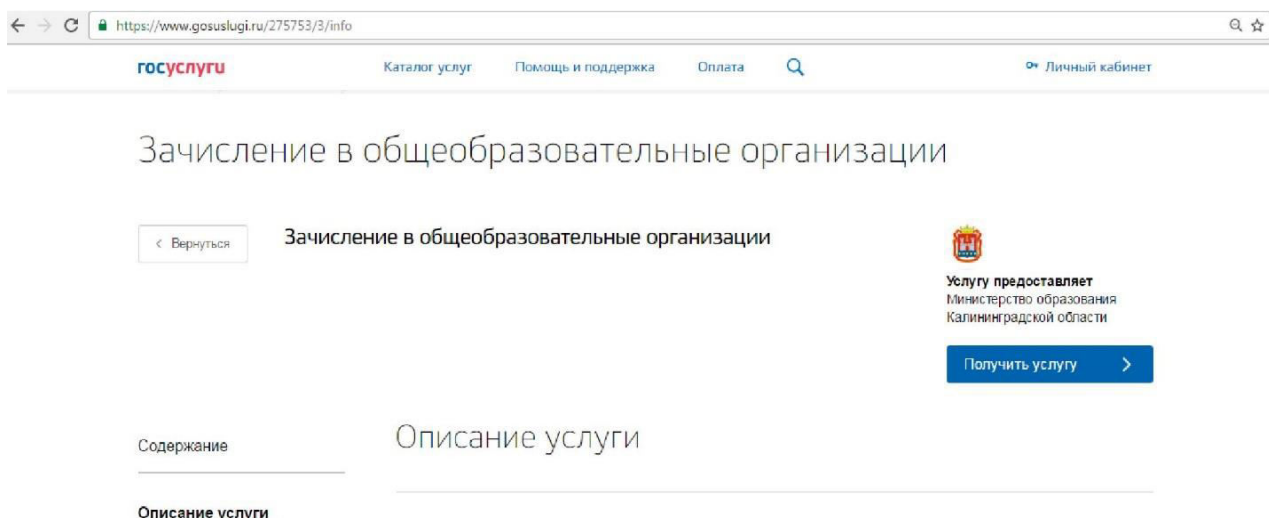 https://www.gosuslugi.ru/275753/3/info
госуслуги Каталог услуг Помощь и поддержка Оплата Личный кабинет
Зачисление в общеобразовательные организации
Вернуться Зачисление в общеобразовательные организации
Услугу предоставляет
Министерство образования
Калининградской области
Получить услугу
Содержание
Описание услуги
Описание услуги